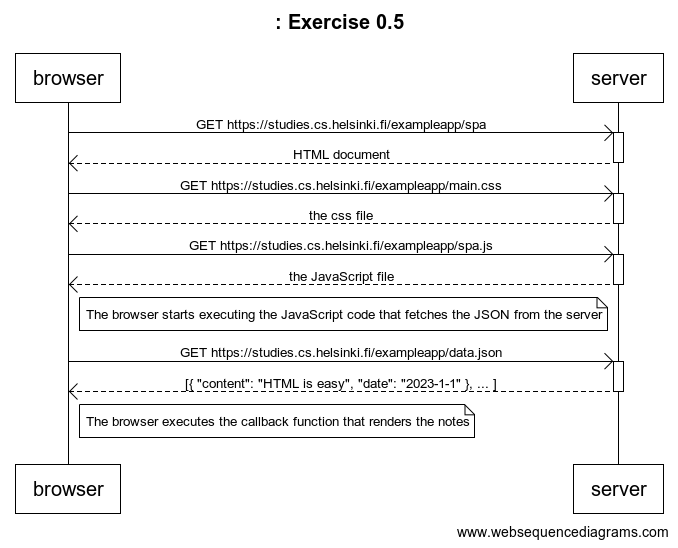 : Exercise 0.5
browser
server
GET https://studies.cs.helsinki.fi/exampleapp/spa
HTML document
GET https://studies.cs.helsinki.fi/exampleapp/main.css
the css file
GET https://studies.cs.helsinki.fi/exampleapp/spa.js
the JavaScript file
The browser starts executing the JavaScript code that fetches the JSON from the server
GET https://studies.cs.helsinki.fi/exampleapp/data.json
[{ "content": "HTML is easy", "date": "2023-1-1" }, ... ]
The browser executes the callback function that renders the notes
browser
server
www.websequencediagrams.com